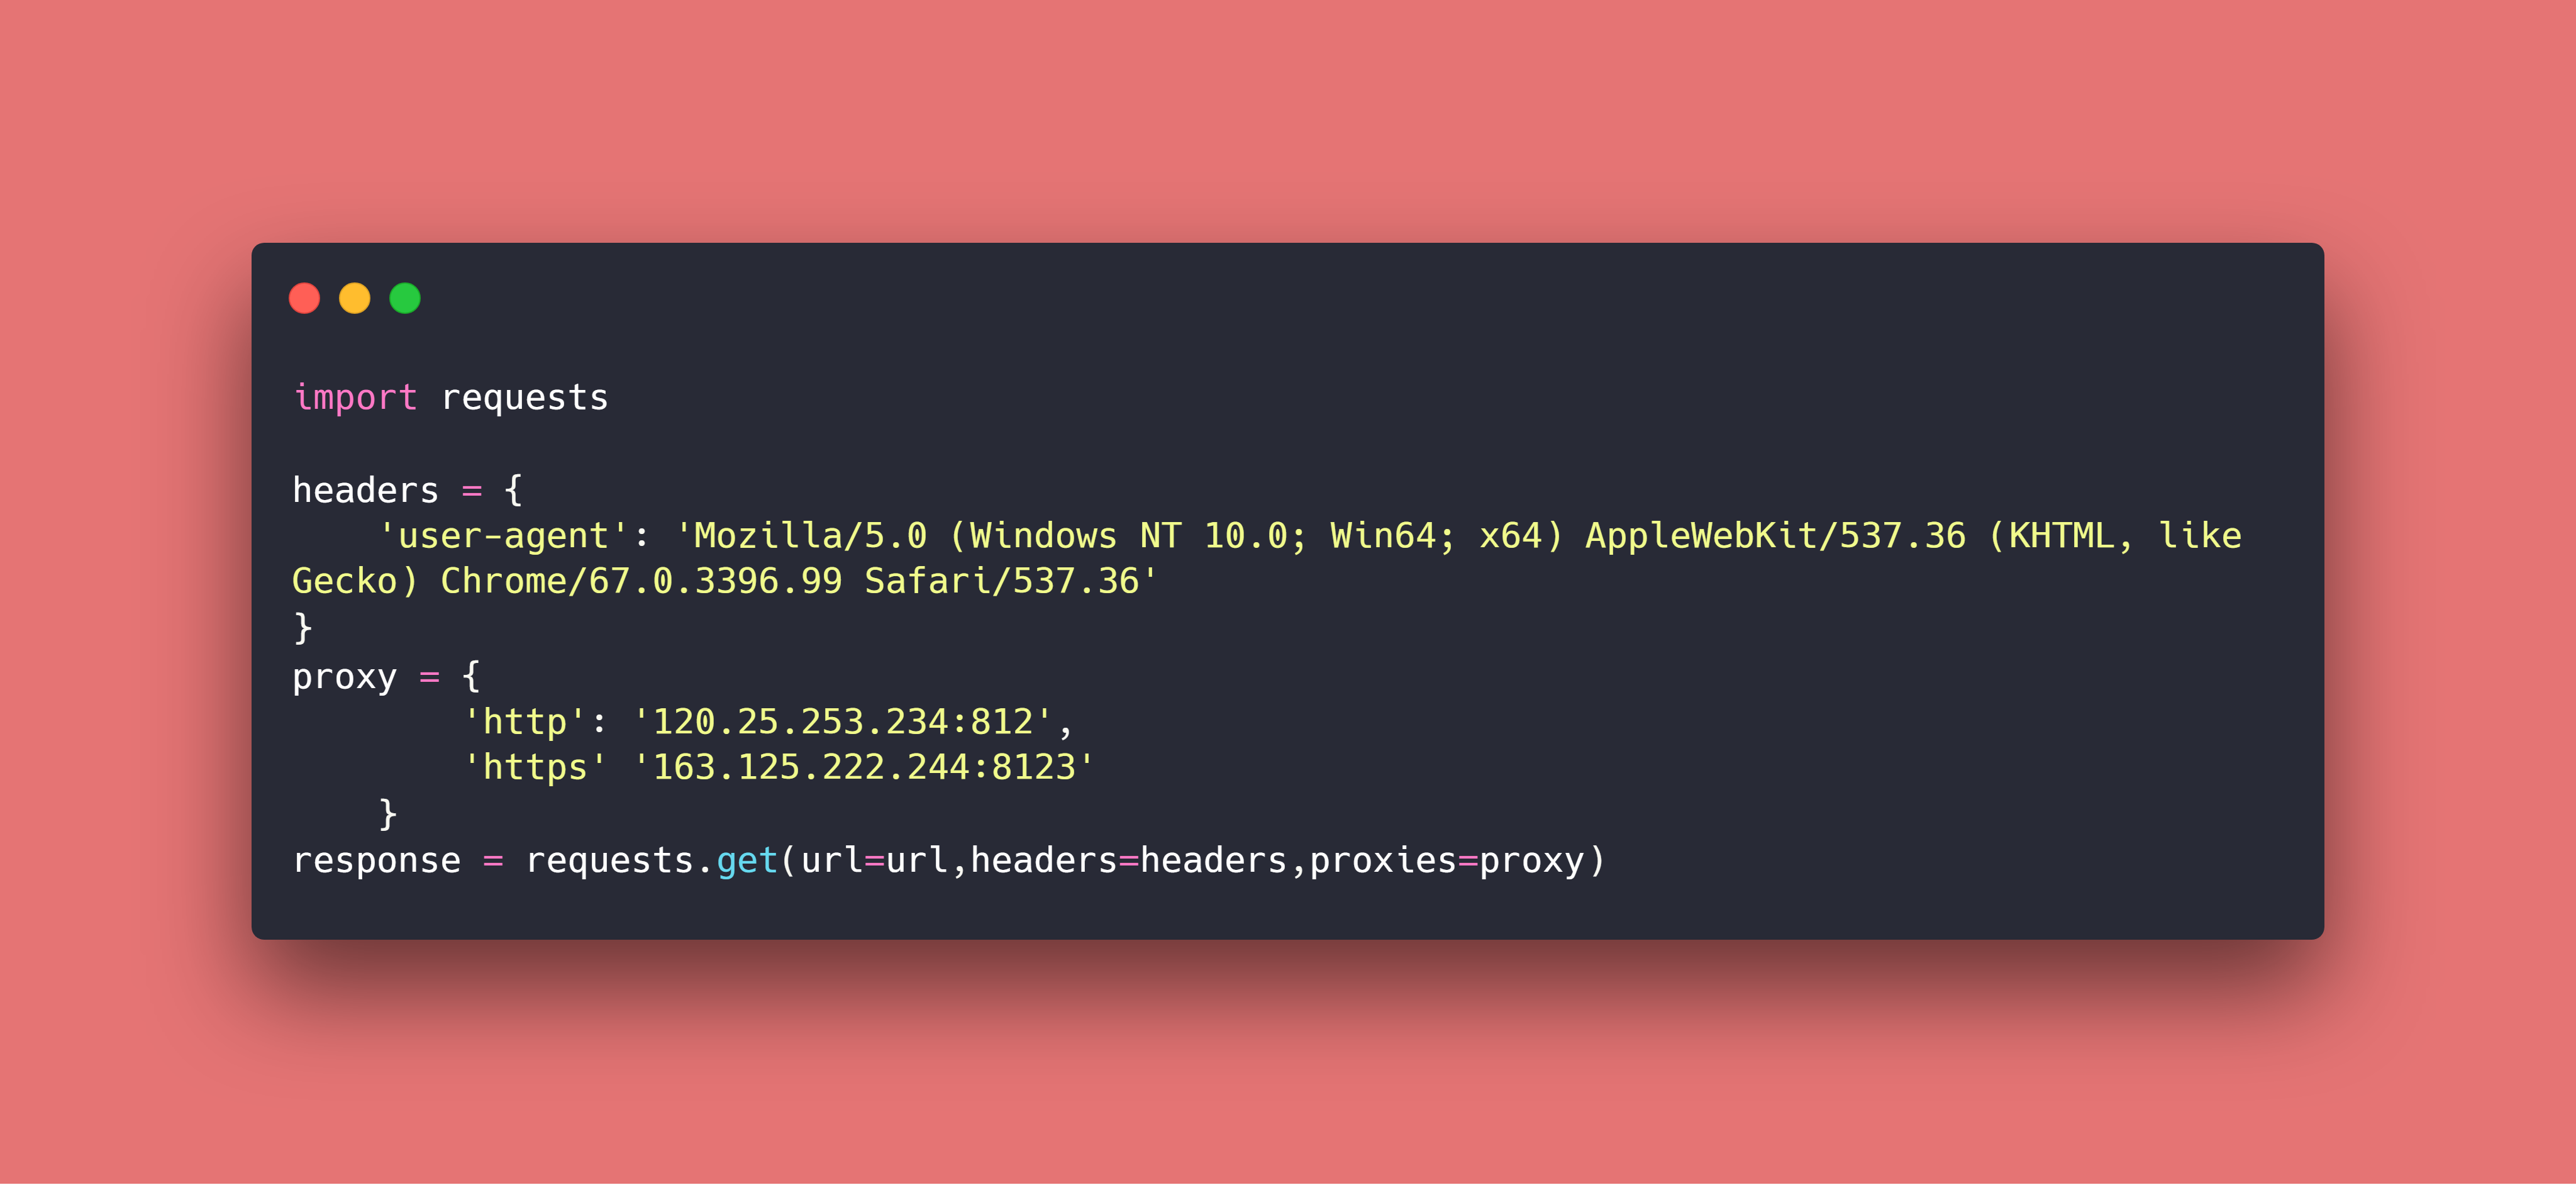 import requests

headers = {
    'user-agent': 'Mozilla/5.0 (Windows NT 10.0; Win64; x64) AppleWebKit/537.36 (KHTML, like
Gecko) Chrome/67.0.3396.99 Safari/537.36'
}
proxy = {
        'http': '120.25.253.234:812',
        'https' '163.125.222.244:8123'
    }
response = requests.get(url=url,headers=headers,proxies=proxy)